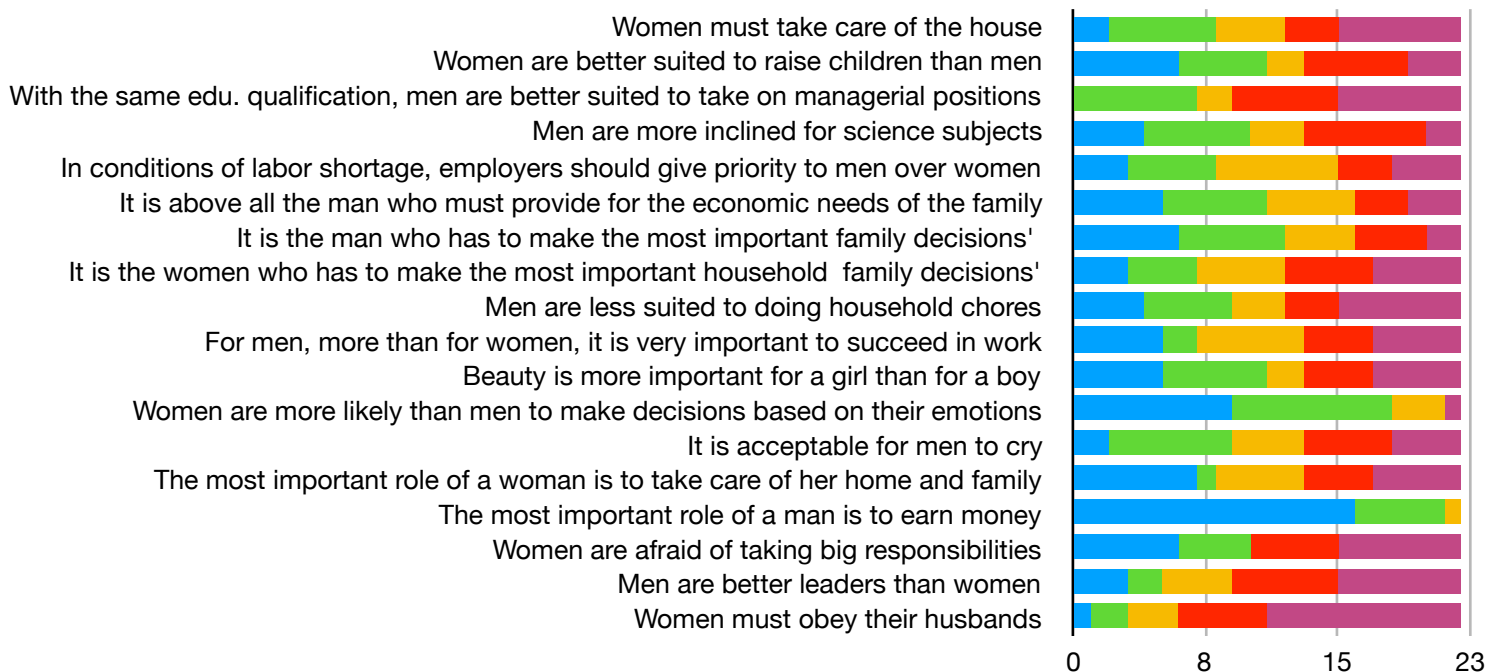 Women must take care of the house
Women are better suited to raise children than men
With the same edu. qualification, men are better suited to take on managerial positions
Men are more inclined for science subjects
In conditions of labor shortage, employers should give priority to men over women
It is above all the man who must provide for the economic needs of the family
It is the man who has to make the most important family decisions'
It is the women who has to make the most important household  family decisions'
Men are less suited to doing household chores
For men, more than for women, it is very important to succeed in work
Beauty is more important for a girl than for a boy
Women are more likely than men to make decisions based on their emotions
It is acceptable for men to cry
The most important role of a woman is to take care of her home and family
The most important role of a man is to earn money
Women are afraid of taking big responsibilities
Men are better leaders than women
Women must obey their husbands
0 8 15 23